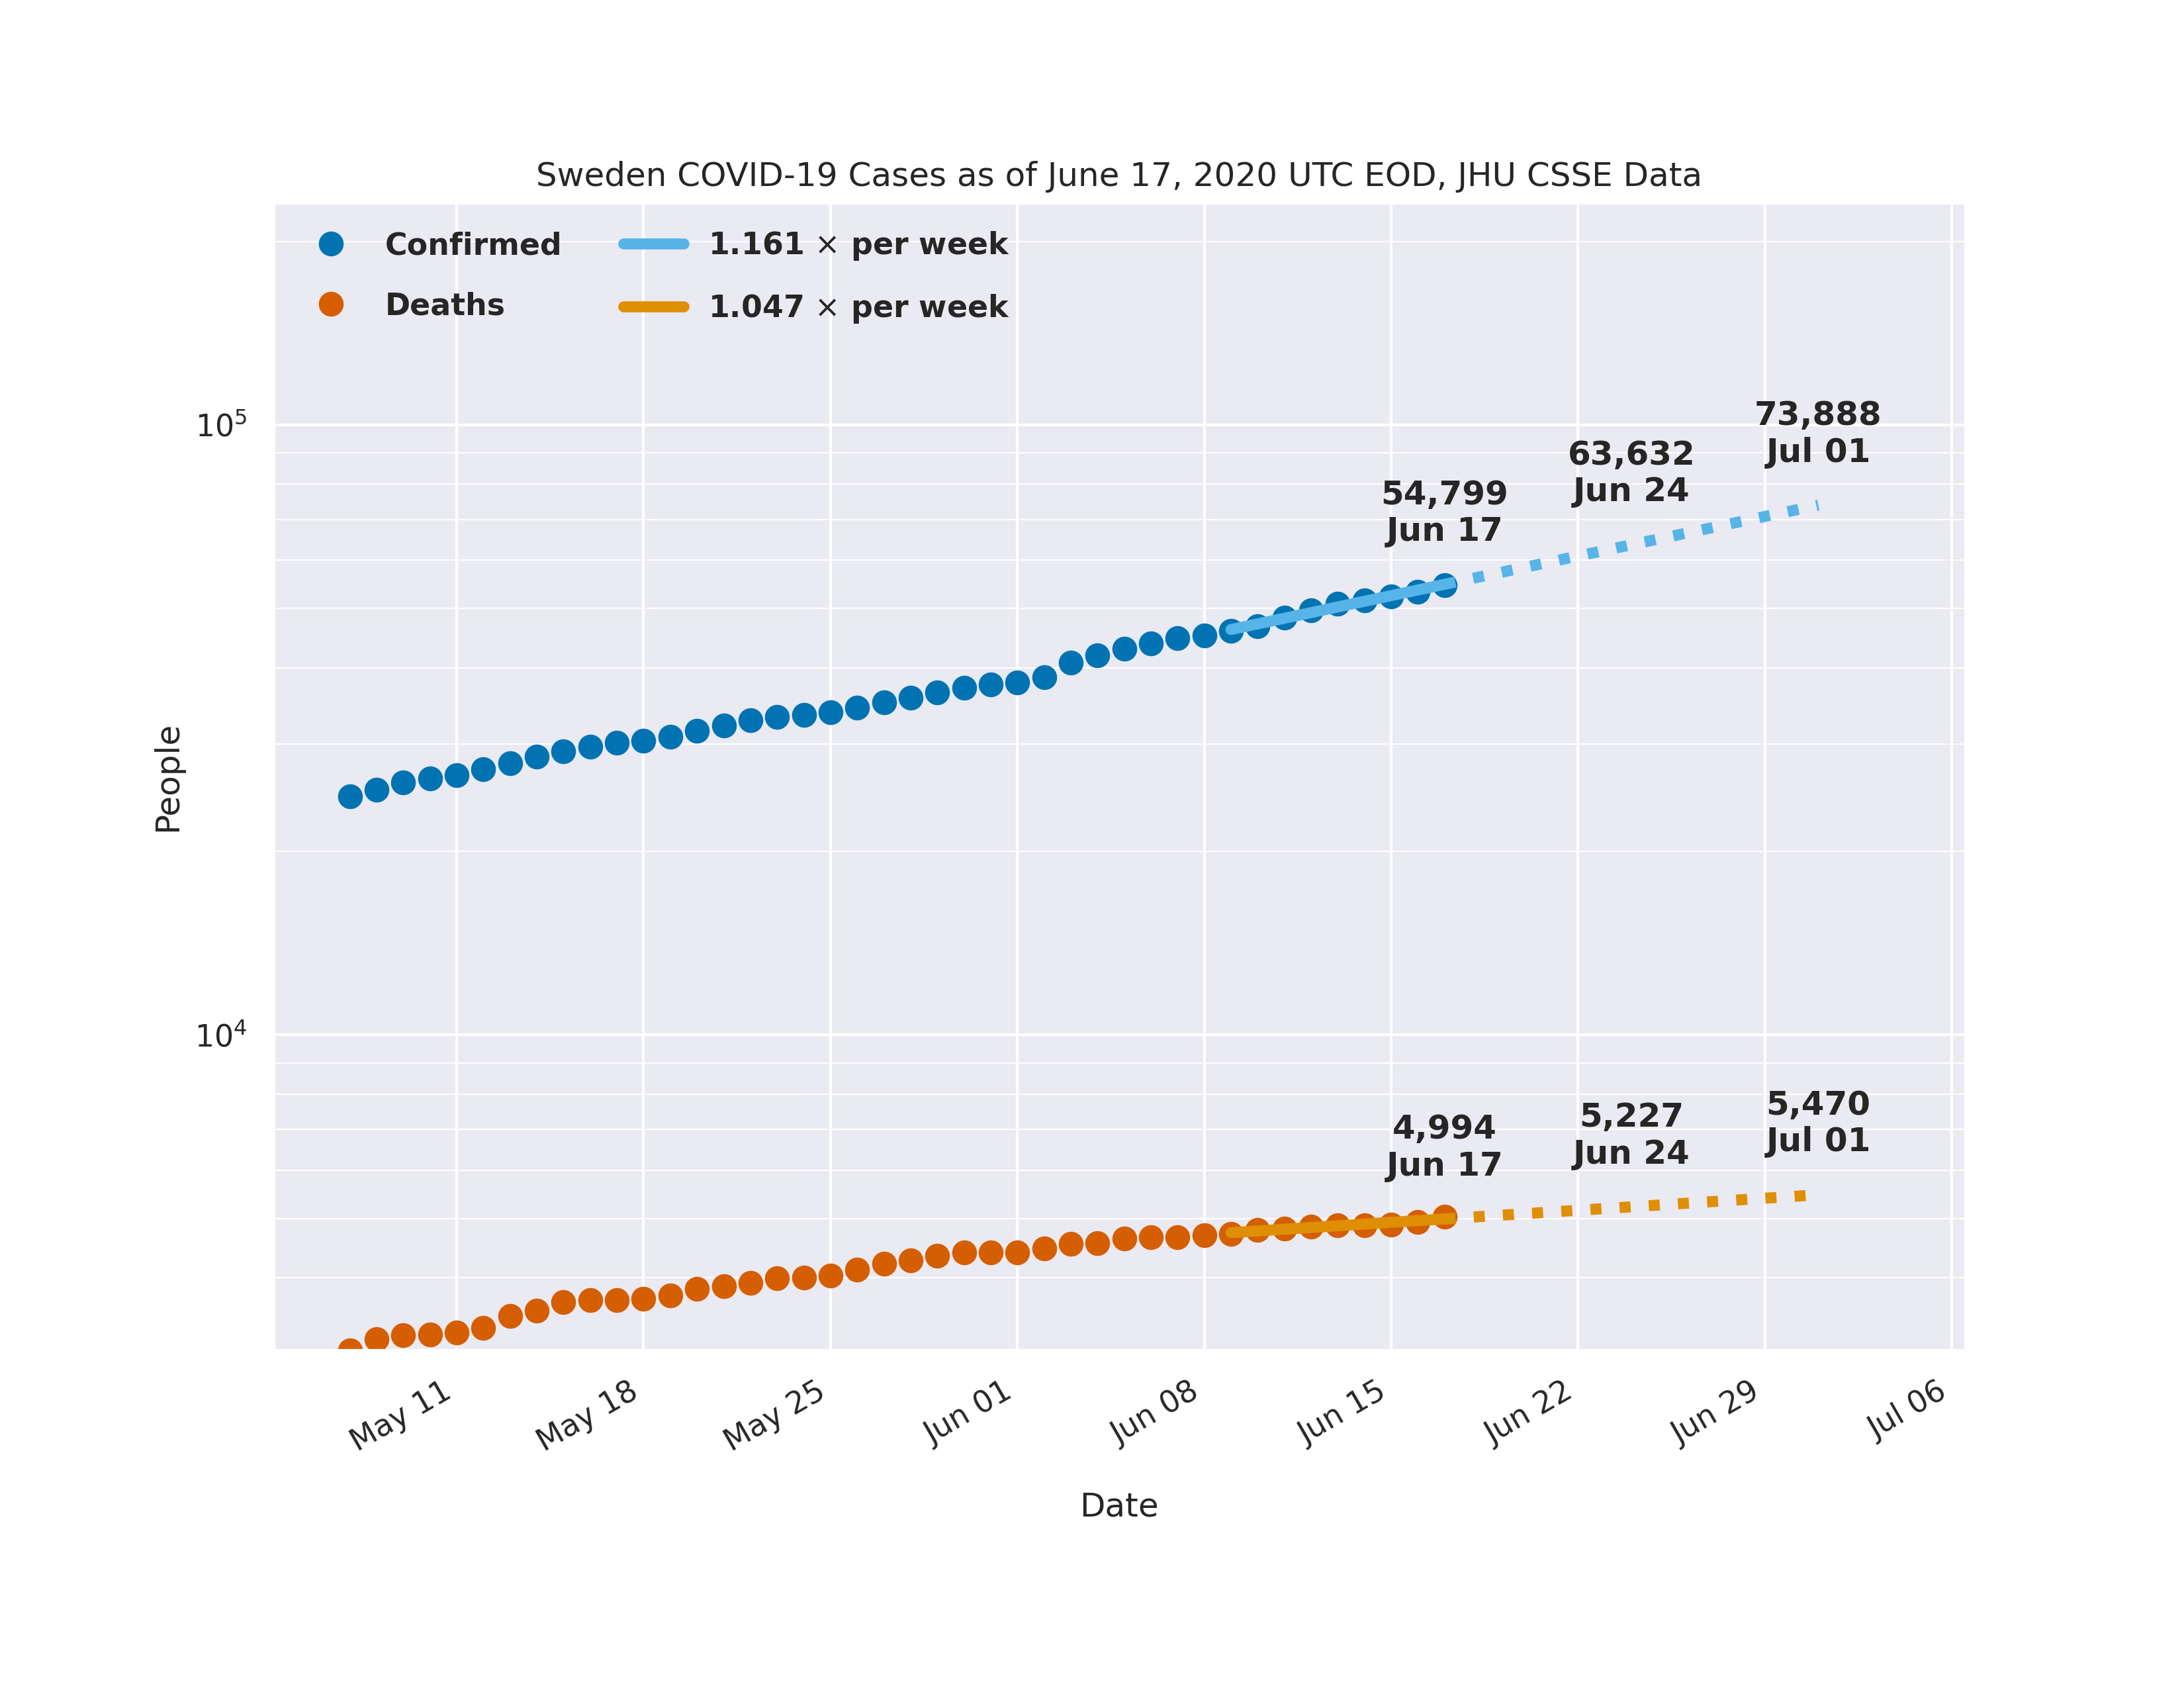 Sweden COVID-19 Cases as of June 17, 2020 UTC EOD, JHU CSSE Data
Confirmed
Deaths
1.161 × per week
1.047 × per week
10⁵
10⁴
People
73,888
Jul 01
63,632
Jun 24
54,799
Jun 17
4,994
Jun 17
5,227
Jun 24
5,470
Jul 01
May 11
May 18
May 25
Jun 01
Jun 08
Jun 15
Jun 22
Jun 29
Jul 06
Date